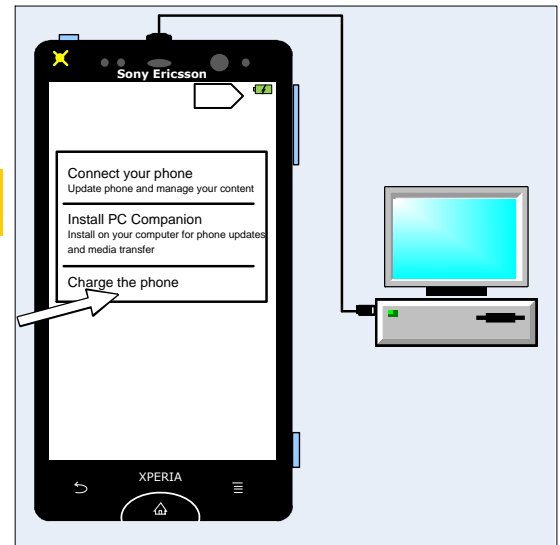 Sony Ericsson
Connect your phone
Update phone and manage your content
Install PC Companion
Install on your computer for phone updates
and media transfer
Charge the phone
XPERIA